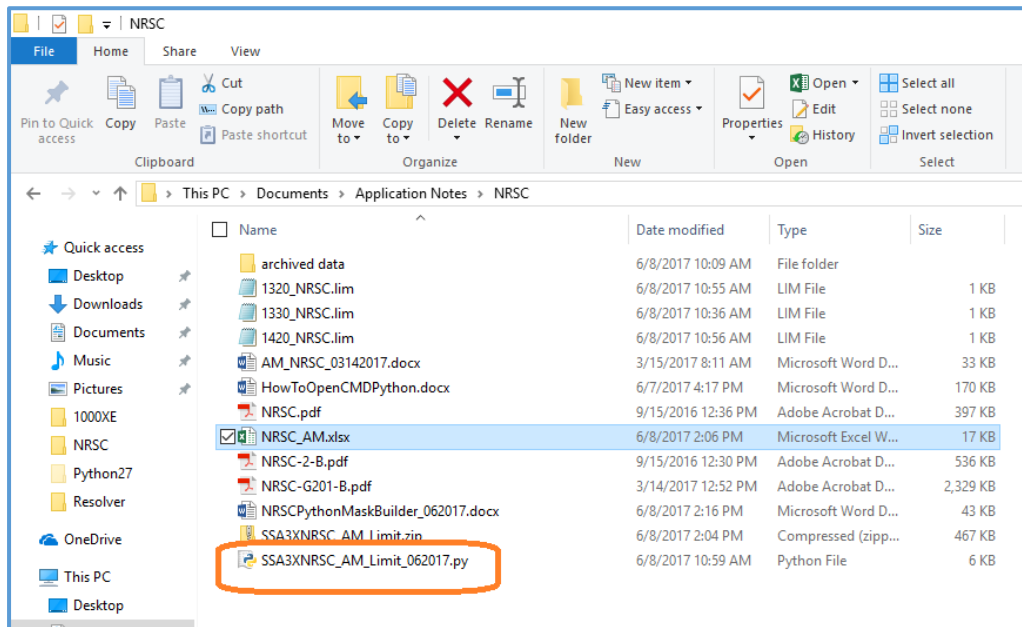 NRSC
File Home Share View
Pin to Quick access
Copy
Paste
Cut
Copy path
Paste shortcut
Clipboard
Move to
Copy to
Delete
Rename
Organize
New folder
New item
Easy access
New
Properties
Open
Edit
History
Open
Select all
Select none
Invert selection
Select
This PC > Documents > Application Notes > NRSC
Name Date modified Type Size
Quick access
Desktop
Downloads
Documents
Music
Pictures
1000XE
NRSC
Python27
Resolver
OneDrive
This PC
Desktop
archived data 6/8/2017 10:09 AM File folder
1320_NRSC.lim 6/8/2017 10:55 AM LIM File 1 KB
1330_NRSC.lim 6/8/2017 10:36 AM LIM File 1 KB
1420_NRSC.lim 6/8/2017 10:56 AM LIM File 1 KB
AM_NRSC_03142017.docx 3/15/2017 8:11 AM Microsoft Word D... 33 KB
HowToOpenCMDPython.docx 6/7/2017 4:17 PM Microsoft Word D... 170 KB
NRSC.pdf 9/15/2016 12:36 PM Adobe Acrobat D... 397 KB
NRSC_AM.xlsx 6/8/2017 2:06 PM Microsoft Excel W... 17 KB
NRSC-2-B.pdf 9/15/2016 12:30 PM Adobe Acrobat D... 536 KB
NRSC-G201-B.pdf 3/14/2017 12:52 PM Adobe Acrobat D... 2,329 KB
NRSCPythonMaskBuilder_062017.docx 6/8/2017 2:16 PM Microsoft Word D... 43 KB
SSA3XNRSC_AM_Limit.zip 6/8/2017 2:04 PM Compressed (zipp... 467 KB
SSA3XNRSC_AM_Limit_062017.py 6/8/2017 10:59 AM Python File 6 KB